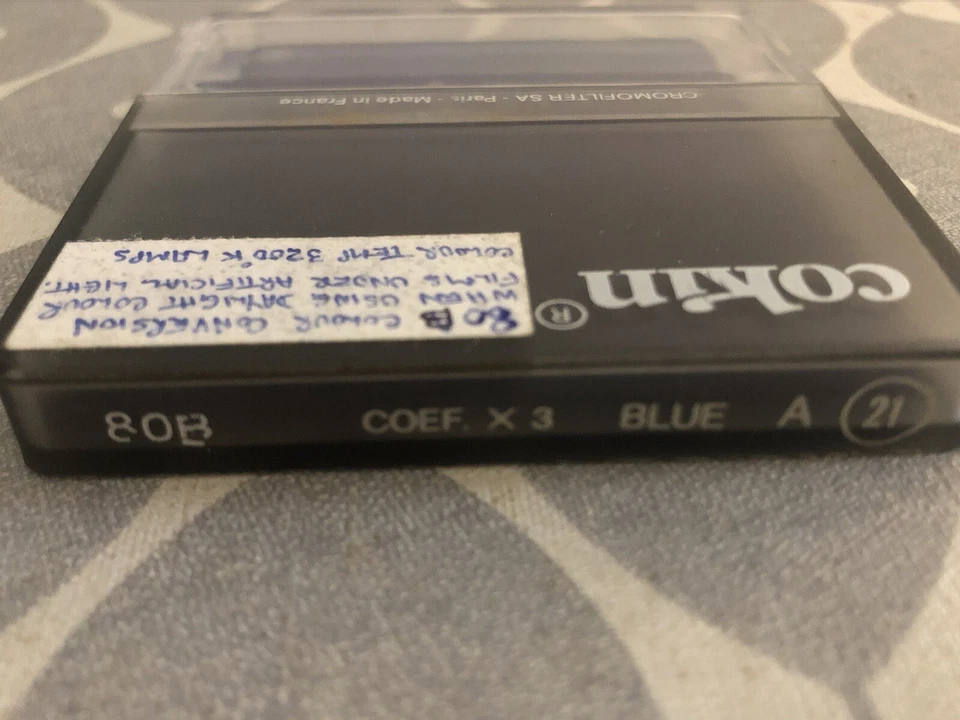 CROMOFILTER SA - Paris - Made in France
cokin®
80B COLOUR CONVERSION
WHEN USING DAYLIGHT COLOUR
FILMS UNDER ARTIFICIAL LIGHT.
COLOUR TEMP 3200°K LAMPS
80B COEF. X 3 BLUE A 21